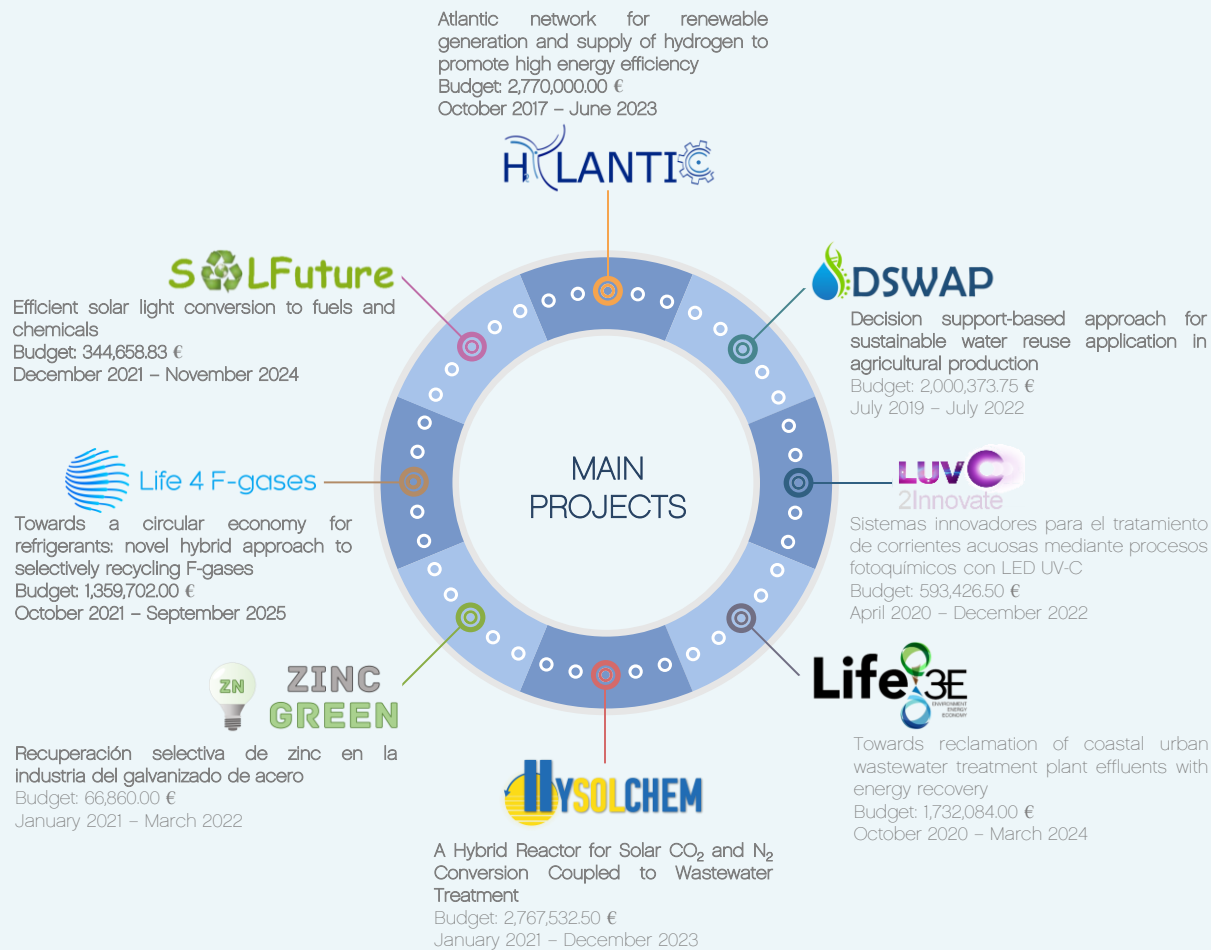 Atlantic network for renewable
generation and supply of hydrogen to
promote high energy efficiency
Budget: 2,770,000.00 €
October 2017 – June 2023
HYLANTIC
H2
SOLFuture
Efficient solar light conversion to fuels and
chemicals
Budget: 344,658.83 €
December 2021 – November 2024
DSWAP
Decision support-based approach for
sustainable water reuse application in
agricultural production
Budget: 2,000,373.75 €
July 2019 – July 2022
MAIN
PROJECTS
Life 4 F-gases
Towards a circular economy for
refrigerants: novel hybrid approach to
selectively recycling F-gases
Budget: 1,359,702.00 €
October 2021 – September 2025
LUVC
2Innovate
Sistemas innovadores para el tratamiento
de corrientes acuosas mediante procesos
fotoquímicos con LED UV-C
Budget: 593,426.50 €
April 2020 – December 2022
ZN
ZINC
GREEN
Recuperación selectiva de zinc en la
industria del galvanizado de acero
Budget: 66,860.00 €
January 2021 – March 2022
Life 3E
ENVIRONMENT
ENERGY
ECONOMY
Towards reclamation of coastal urban
wastewater treatment plant effluents with
energy recovery
Budget: 1,732,084.00 €
October 2020 – March 2024
HYSOLCHEM
A Hybrid Reactor for Solar CO₂ and N₂
Conversion Coupled to Wastewater
Treatment
Budget: 2,767,532.50 €
January 2021 – December 2023